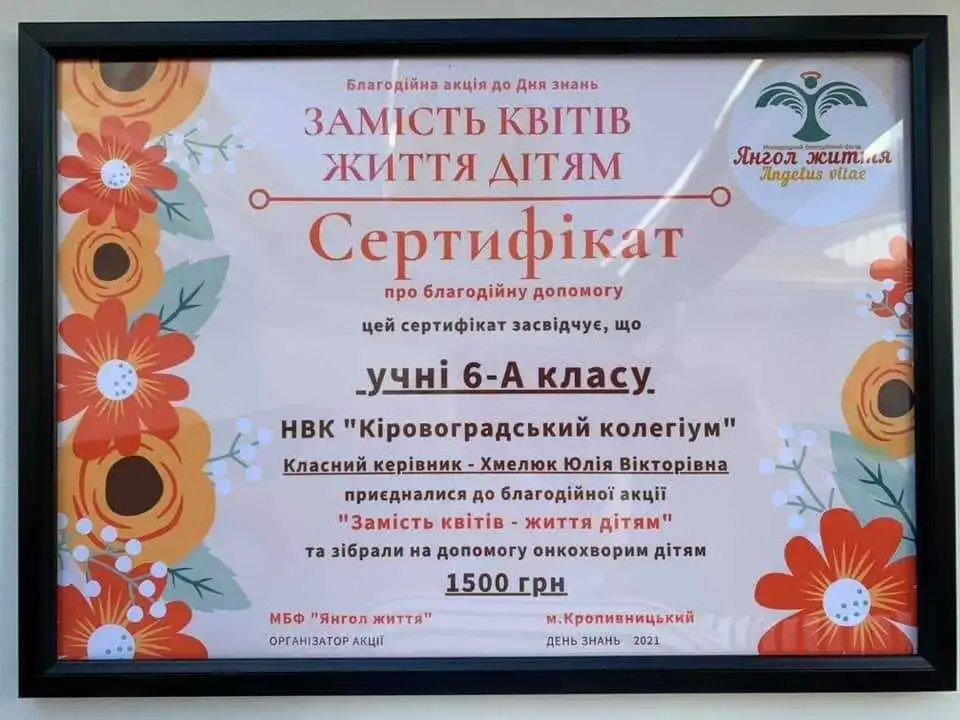 Благодійна акція до Дня знань
ЗАМІСТЬ КВІТІВ
ЖИТТЯ ДІТЯМ
Міжнародний благодійний фонд
Янгол життя
Angelus vitae
Сертифікат
про благодійну допомогу
цей сертифікат засвідчує, що
учні 6-А класу
НВК "Кіровоградський колегіум"
Класний керівник - Хмелюк Юлія Вікторівна
приєдналися до благодійної акції
"Замість квітів - життя дітям"
та зібрали на допомогу онкохворим дітям
1500 грн
МБФ "Янгол життя"
ОРГАНІЗАТОР АКЦІЇ
м.Кропивницький
ДЕНЬ ЗНАНЬ 2021